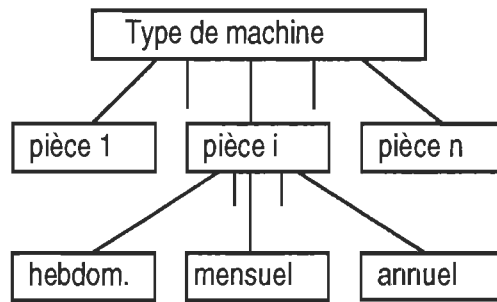 Type de machine
pièce 1
pièce i
pièce n
hebdom.
mensuel
annuel